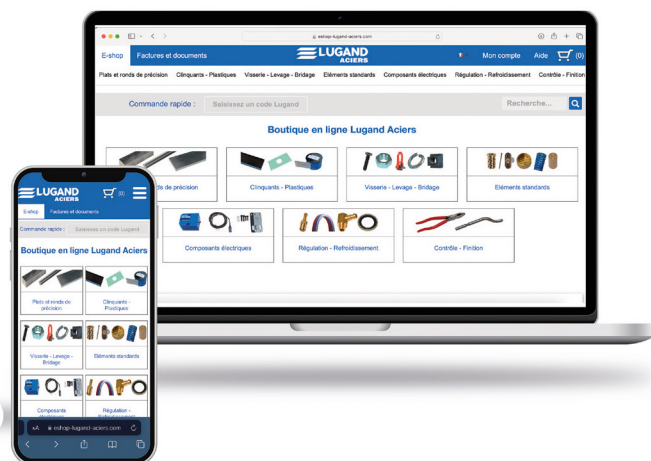 eshop-lugand-aciers.com
E-shop
Factures et documents
LUGAND
ACIERS
Mon compte
Aide
(0)
Plats et ronds de précision
Clinquants - Plastiques
Visserie - Levage - Bridage
Eléments standards
Composants électriques
Régulation - Refroidissement
Contrôle - Finition
Commande rapide :
Saisissez un code Lugand
Recherche...
Boutique en ligne Lugand Aciers
ds de précision
Clinquants - Plastiques
Visserie - Levage - Bridage
Eléments standards
Composants électriques
Régulation - Refroidissement
Contrôle - Finition
LUGAND
ACIERS
(0)
E-shop
Factures et documents
Commande rapide :
Saisissez un code Lugand
Boutique en ligne Lugand Aciers
Plats et ronds de
précision
Clinquants -
Plastiques
Visserie - Levage -
Bridage
Eléments standards
Composants
électriques
Régulation -
Refroidissement
AA
eshop-lugand-aciers.com